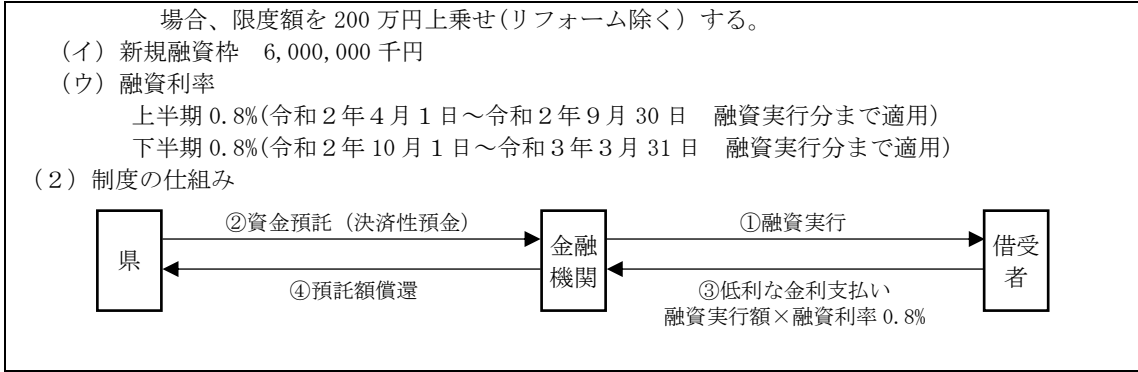 場合、限度額を 200 万円上乗せ(リフォーム除く）する。
（イ）新規融資枠　6,000,000 千円
（ウ）融資利率
上半期 0.8%(令和２年４月１日～令和２年９月 30 日　融資実行分まで適用)
下半期 0.8%(令和２年 10 月１日～令和３年３月 31 日　融資実行分まで適用)
（２）制度の仕組み
②資金預託（決済性預金）
①融資実行
県
金融
機関
借受
者
④預託額償還
③低利な金利支払い
融資実行額×融資利率 0.8%